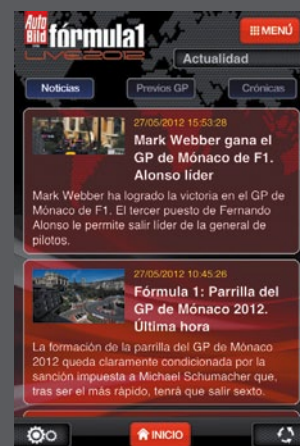 Auto
Bild fórmula1
LIVE2012
MENÚ
Actualidad
Noticias
Previos GP
Crónicas
27/05/2012 15:53:28
Mark Webber gana el
GP de Mónaco de F1.
Alonso líder
Mark Webber ha logrado la victoria en el GP de
Mónaco de F1. El tercer puesto de Fernando
Alonso le permite salir líder de la general de
pilotos.
27/05/2012 10:45:26
Fórmula 1: Parrilla del
GP de Mónaco 2012.
Última hora
La formación de la parrilla del GP de Mónaco
2012 queda claramente condicionada por la
sanción impuesta a Michael Schumacher que,
tras ser el más rápido, tendrá que salir sexto.
INICIO